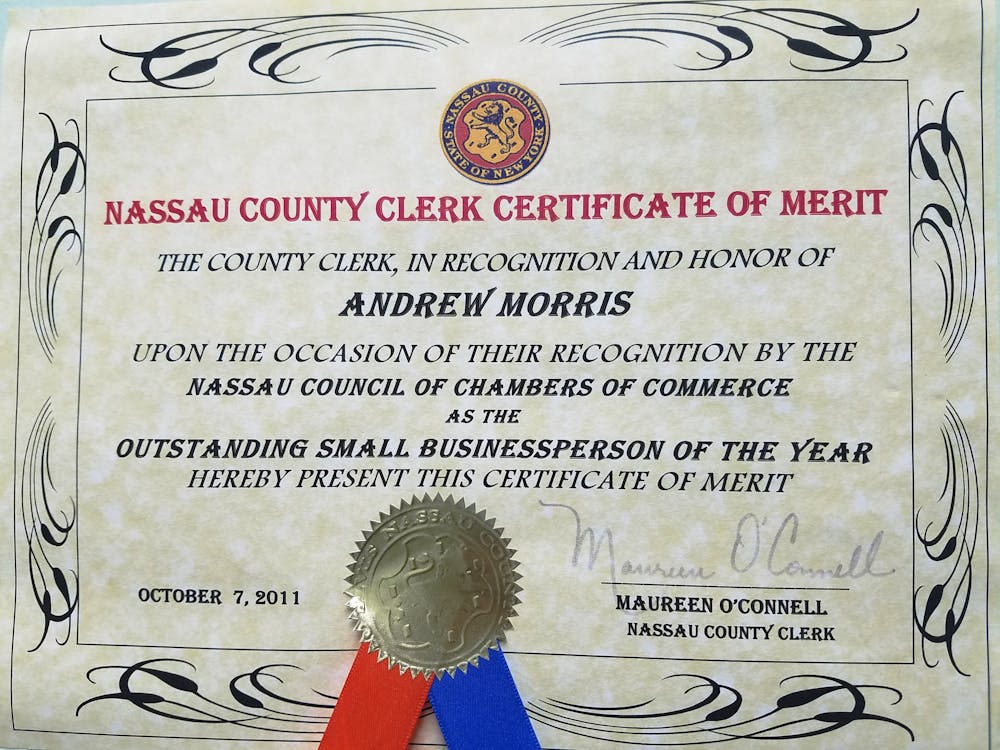 NASSAU COUNTY
STATE OF NEW YORK
NASSAU COUNTY CLERK CERTIFICATE OF MERIT
THE COUNTY CLERK, IN RECOGNITION AND HONOR OF
ANDREW MORRIS
UPON THE OCCASION OF THEIR RECOGNITION BY THE
NASSAU COUNCIL OF CHAMBERS OF COMMERCE
AS THE
OUTSTANDING SMALL BUSINESSPERSON OF THE YEAR
HEREBY PRESENT THIS CERTIFICATE OF MERIT
NASSAU
Maureen O'Connell
OCTOBER 7, 2011
MAUREEN O'CONNELL
NASSAU COUNTY CLERK